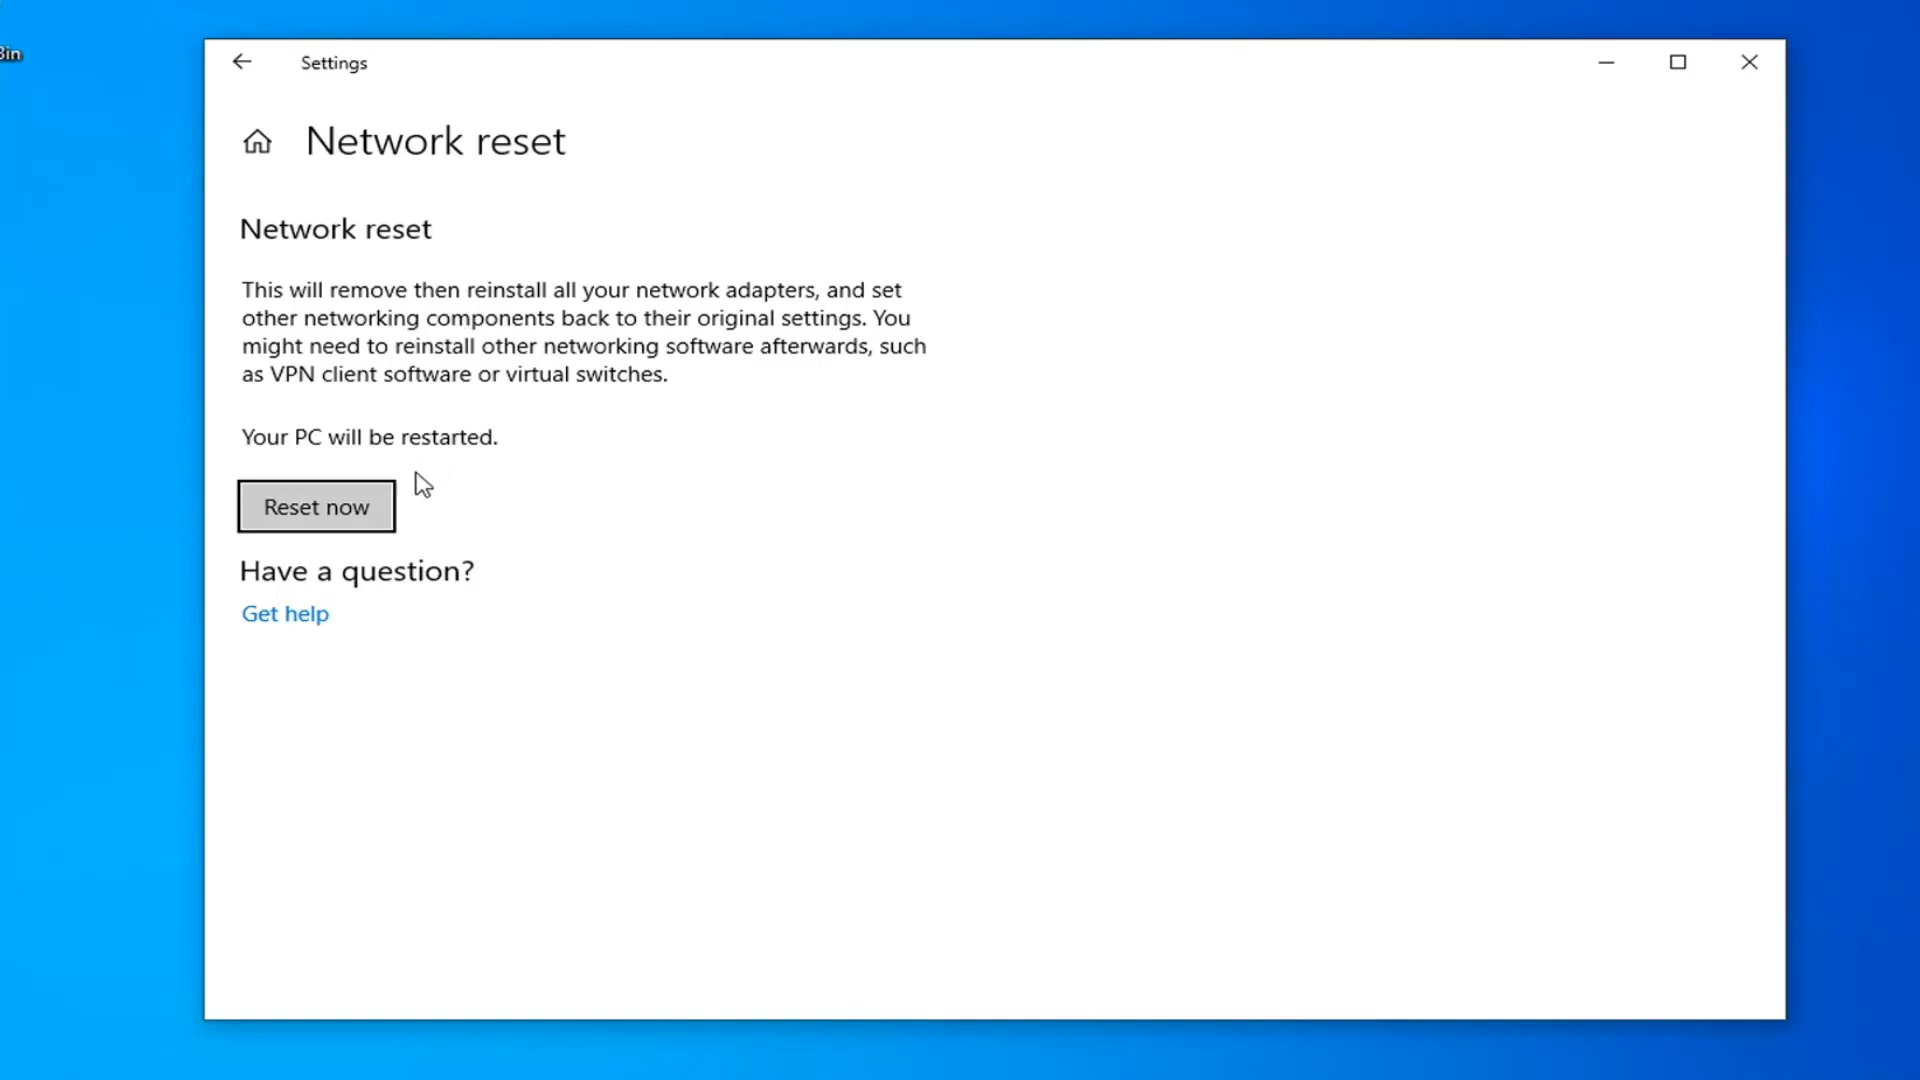 Bin
Settings
Network reset
Network reset
This will remove then reinstall all your network adapters, and set
other networking components back to their original settings. You
might need to reinstall other networking software afterwards, such
as VPN client software or virtual switches.
Your PC will be restarted.
Reset now
Have a question?
Get help